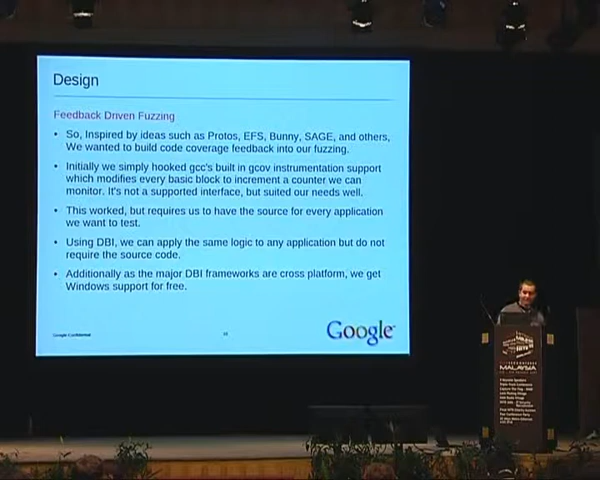 Design
Feedback Driven Fuzzing
• So, Inspired by ideas such as Protos, EFS, Bunny, SAGE, and others,
We wanted to build code coverage feedback into our fuzzing.
• Initially we simply hooked gcc's built in gcov instrumentation support
which modifies every basic block to increment a counter we can
monitor. It's not a supported interface, but suited our needs well.
• This worked, but requires us to have the source for every application
we want to test.
• Using DBI, we can apply the same logic to any application but do not
require the source code.
• Additionally as the major DBI frameworks are cross platform, we get
Windows support for free.
Google Confidential
Google
MALAYSIA